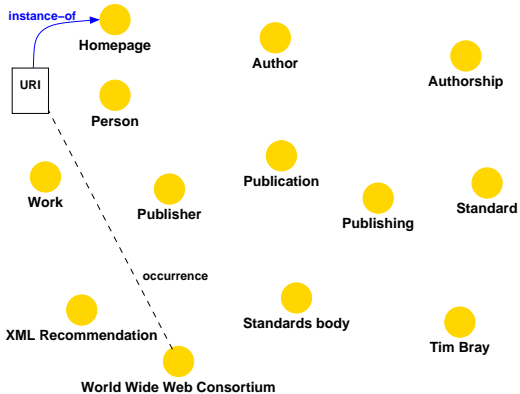 instance-of
Homepage
Author
URI
Authorship
Person
Publication
Work
Publisher
Publishing
Standard
occurrence
XML Recommendation
Standards body
Tim Bray
World Wide Web Consortium